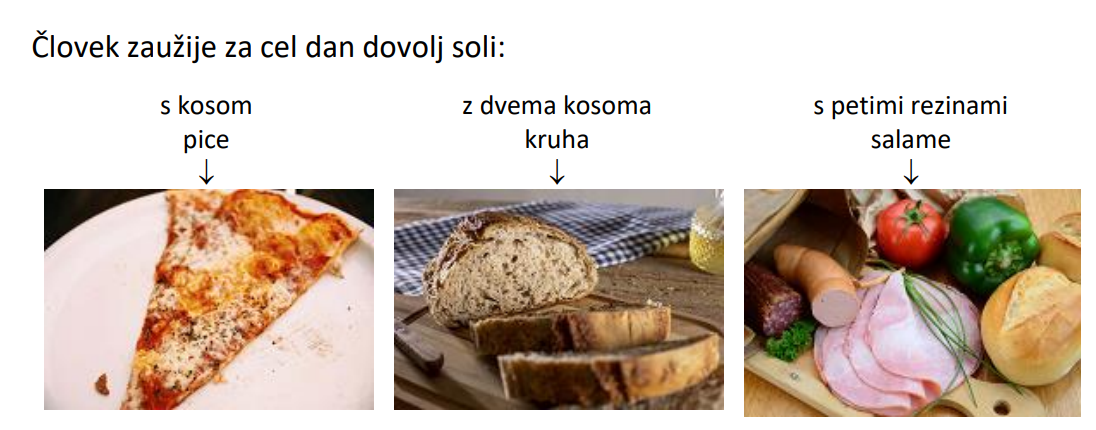 Človek zaužije za cel dan dovolj soli:
s kosom
pice
↓
z dvema kosoma
kruha
↓
s petimi rezinami
salame
↓